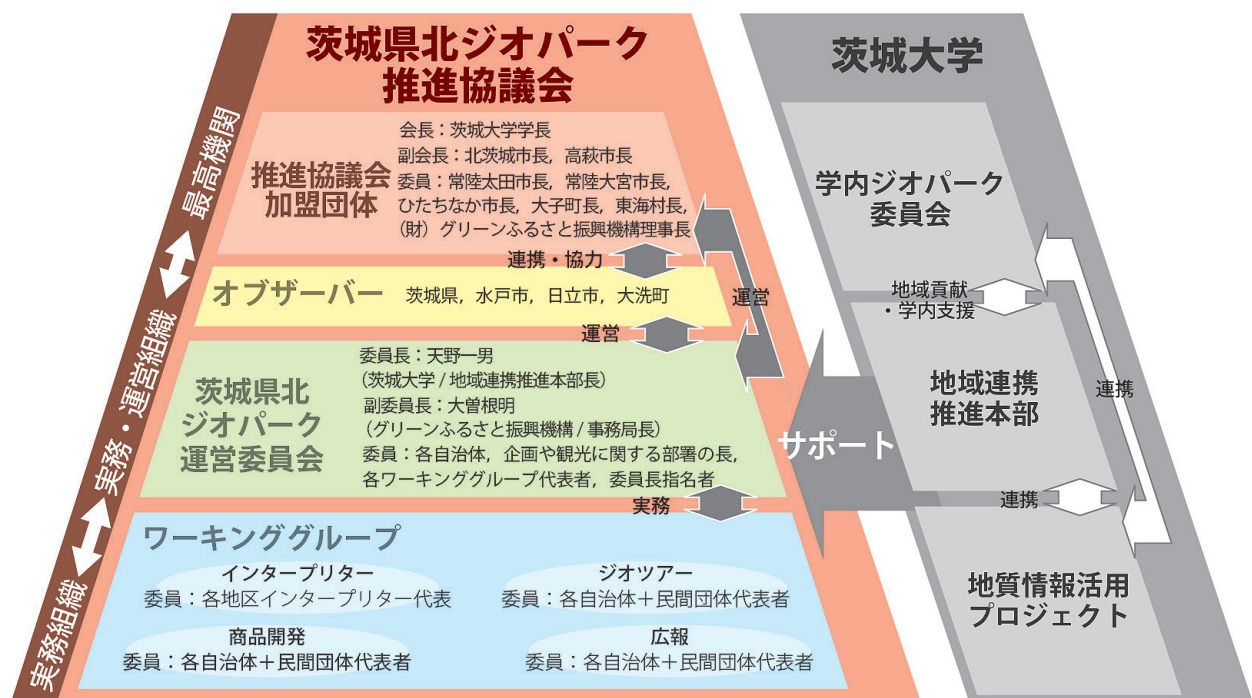 茨城県北ジオパーク
推進協議会
最高機関
実務・運営組織
実務組織
推進協議会
加盟団体
会長：茨城大学学長
副会長：北茨城市長，高萩市長
委員：常陸太田市長，常陸大宮市長，
ひたちなか市長，大子町長，東海村長，
（財）グリーンふるさと振興機構理事長
連携・協力
オブザーバー
茨城県，水戸市，日立市，大洗町
運営
運営
茨城県北
ジオパーク
運営委員会
委員長：天野一男
（茨城大学 / 地域連携推進本部長）
副委員長：大曽根明
（グリーンふるさと振興機構 / 事務局長）
委員：各自治体，企画や観光に関する部署の長，
各ワーキンググループ代表者，委員長指名者
実務
ワーキンググループ
インタープリター
委員：各地区インタープリター代表
ジオツアー
委員：各自治体＋民間団体代表者
商品開発
委員：各自治体＋民間団体代表者
広報
委員：各自治体＋民間団体代表者
サポート
茨城大学
学内ジオパーク
委員会
地域貢献
・学内支援
地域連携
推進本部
連携
連携
地質情報活用
プロジェクト